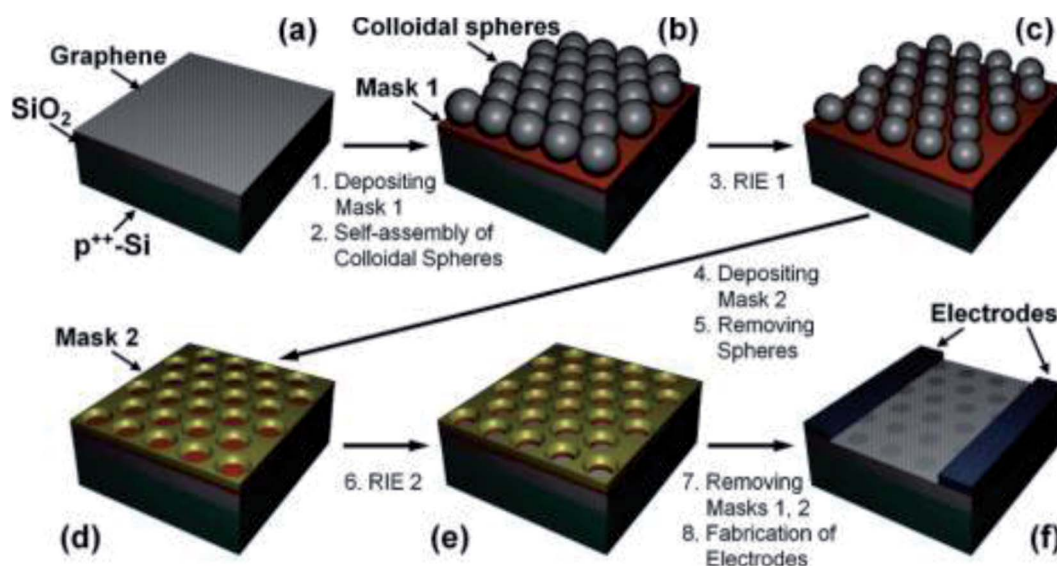 (a)
Graphene
SiO₂
p⁺⁺-Si
1. Depositing
Mask 1
2. Self-assembly of
Colloidal Spheres
(b)
Colloidal spheres
Mask 1
3. RIE 1
(c)
4. Depositing
Mask 2
5. Removing
Spheres
Mask 2
(d)
6. RIE 2
(e)
7. Removing
Masks 1, 2
8. Fabrication of
Electrodes
Electrodes
(f)